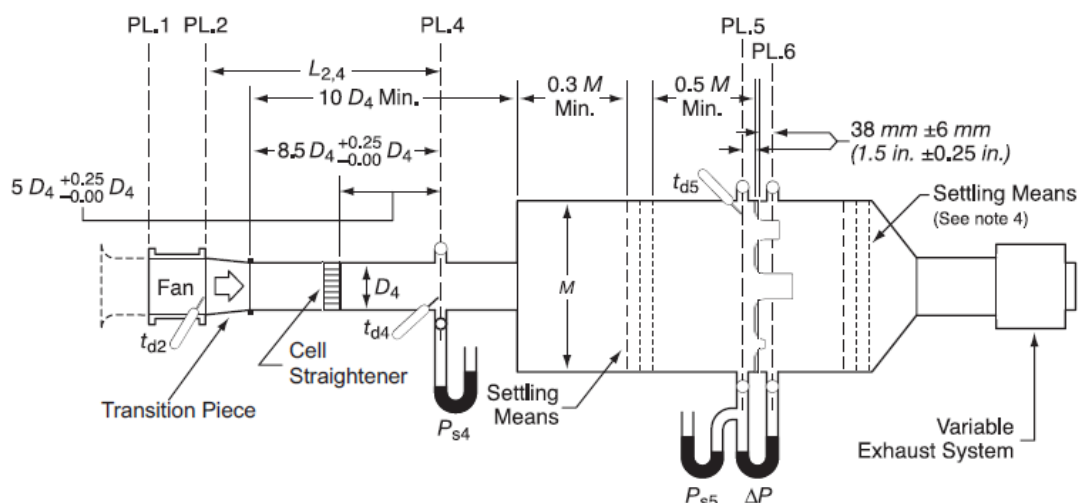 PL.1 PL.2 PL.4 PL.5
PL.6
L2,4
10 D4 Min.
0.3 M
Min.
0.5 M
Min.
8.5 D4 +0.25 -0.00 D4
38 mm ±6 mm
(1.5 in. ±0.25 in.)
5 D4 +0.25 -0.00 D4
td5
Settling Means
(See note 4)
Fan
D4
M
td2
td4
Cell
Straightener
Transition Piece
Settling
Means
Ps4
Variable
Exhaust System
Ps5 ΔP